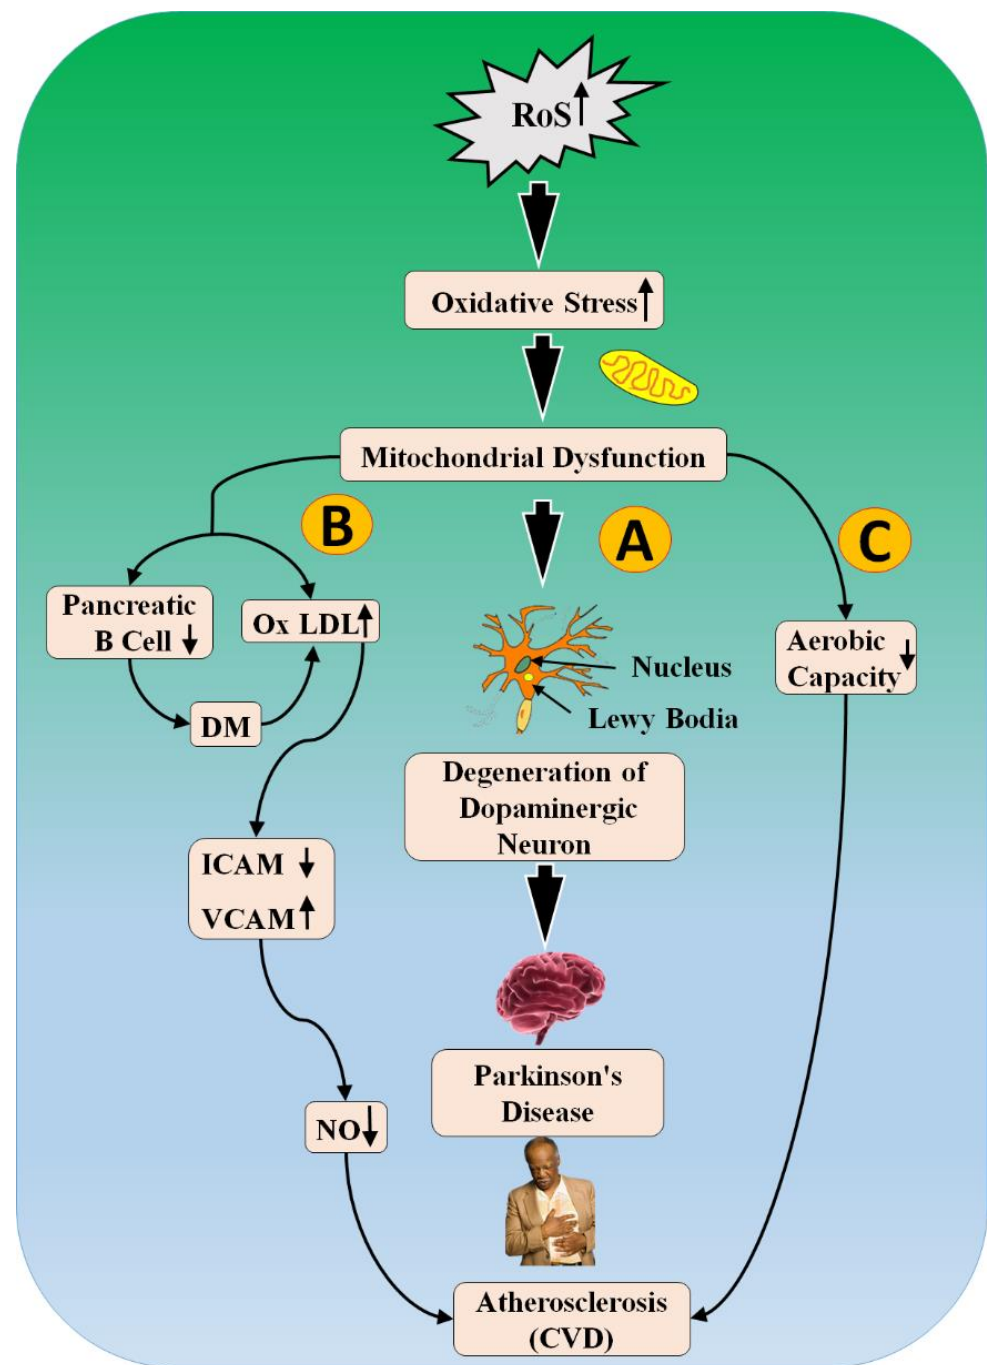 RoS↑
Oxidative Stress↑
Mitochondrial Dysfunction
B
A
C
Pancreatic
B Cell↓
Ox LDL↑
DM
Nucleus
Lewy Bodia
Aerobic
Capacity↓
Degeneration of
Dopaminergic
Neuron
ICAM ↓
VCAM↑
Parkinson's
Disease
NO↓
Atherosclerosis
(CVD)